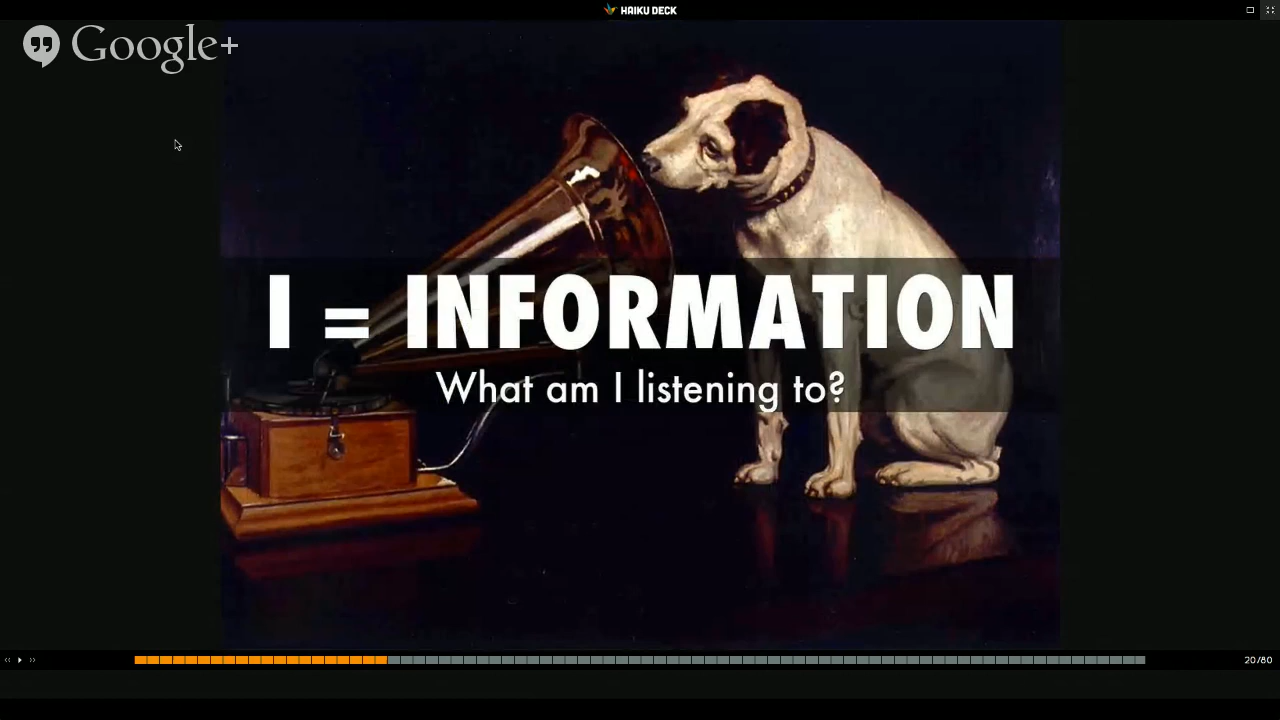 HAIKU DECK
Google+
I = INFORMATION
What am I listening to?
20/80